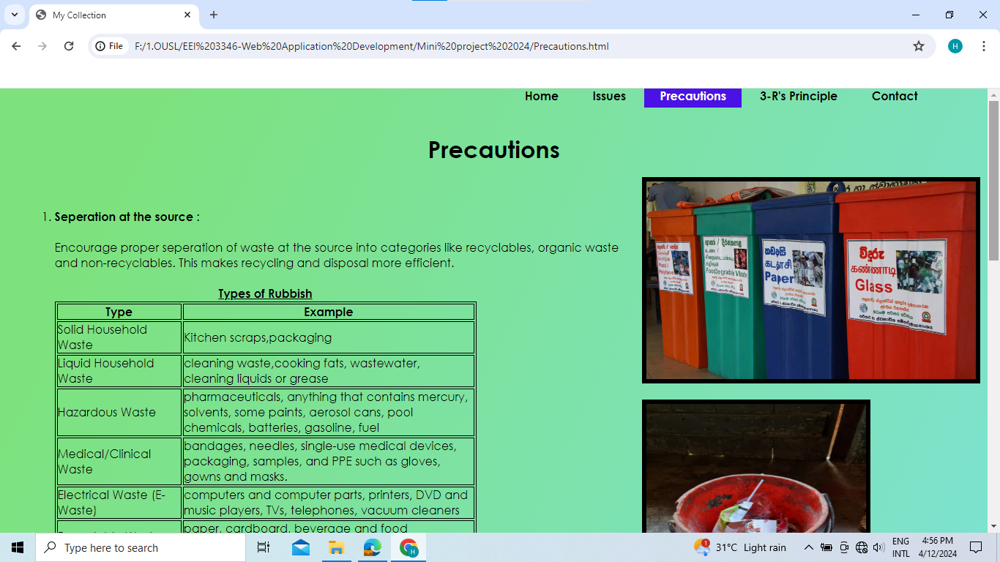 My Collection
File
F:/1.OUSL/EEI%203346-Web%20Application%20Development/Mini%20project%202024/Precautions.html
H
Home Issues Precautions 3-R's Principle Contact
Precautions
1. Seperation at the source :
Encourage proper seperation of waste at the source into categories like recyclables, organic waste
and non-recyclables. This makes recycling and disposal more efficient.
Types of Rubbish
Type Example
Solid Household
Waste
Kitchen scraps,packaging
Liquid Household
Waste
cleaning waste,cooking fats, wastewater,
cleaning liquids or grease
Hazardous Waste
pharmaceuticals, anything that contains mercury,
solvents, some paints, aerosol cans, pool
chemicals, batteries, gasoline, fuel
Medical/Clinical
Waste
bandages, needles, single-use medical devices,
packaging, samples, and PPE such as gloves,
gowns and masks.
Electrical Waste (E-
Waste)
computers and computer parts, printers, DVD and
music players, TVs, telephones, vacuum cleaners
paper, cardboard, beverage and food
කඩදාසි
கடதாசி
Paper
වීදුරු
கண்ணாடி
Glass
Type here to search
1
31°C Light rain
ENG
INTL
4:56 PM
4/12/2024
H